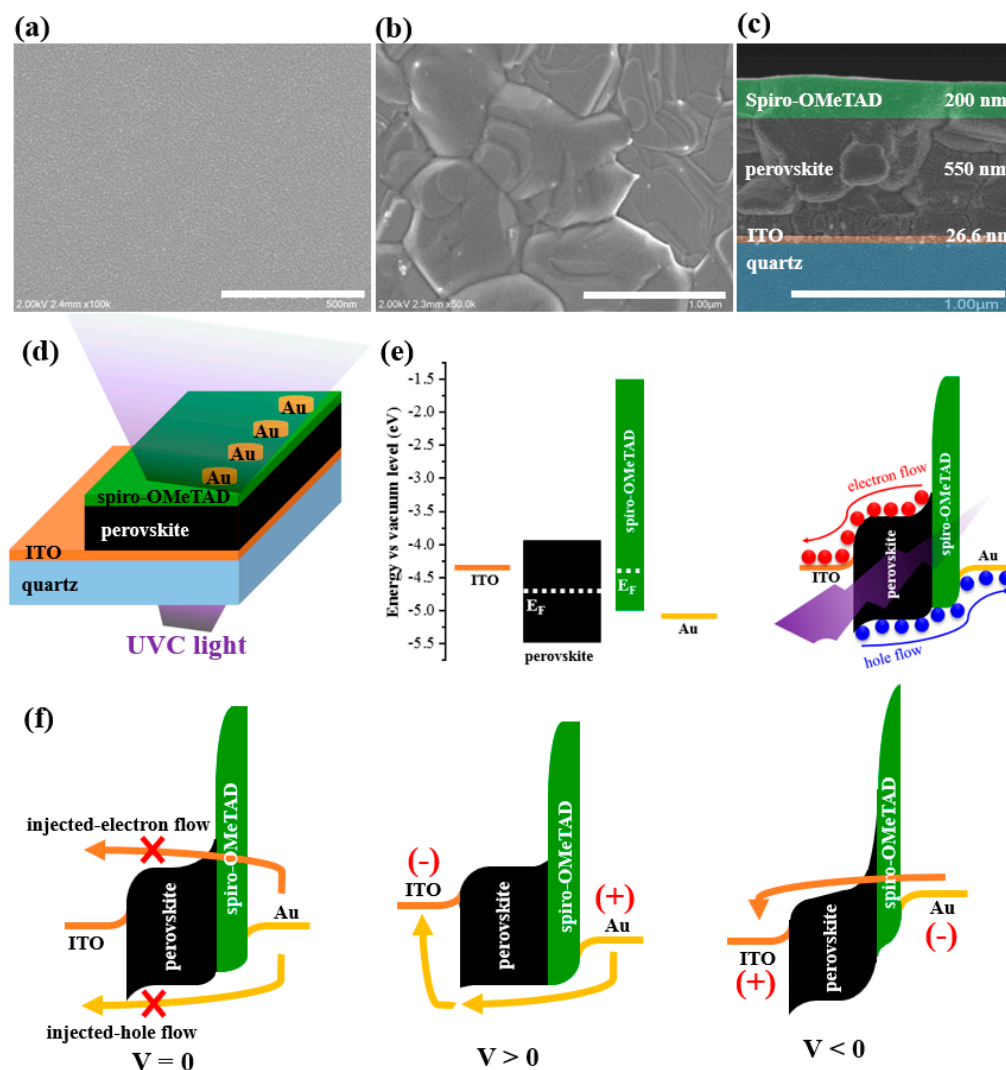 (a)
2.00kV 2.4mm x100k
500nm
(b)
2.00kV 2.3mm x50.0k
1.00µm
(c)
Spiro-OMeTAD 200 nm
perovskite 550 nm
ITO 26.6 nm
quartz
1.00µm
(d)
Au
Au
Au
Au
spiro-OMeTAD
perovskite
ITO
quartz
UVC light
(e)
Energy vs vacuum level (eV)
-1.5
-2.0
-2.5
-3.0
-3.5
-4.0
-4.5
-5.0
-5.5
ITO
EF
perovskite
spiro-OMeTAD
EF
Au
electron flow
ITO
perovskite
spiro-OMeTAD
Au
hole flow
(f)
injected-electron flow
spiro-OMeTAD
perovskite
ITO
Au
injected-hole flow
V = 0
(-)
ITO
perovskite
spiro-OMeTAD
(+)
Au
V > 0
ITO
(+)
perovskite
spiro-OMeTAD
Au
(-)
V < 0